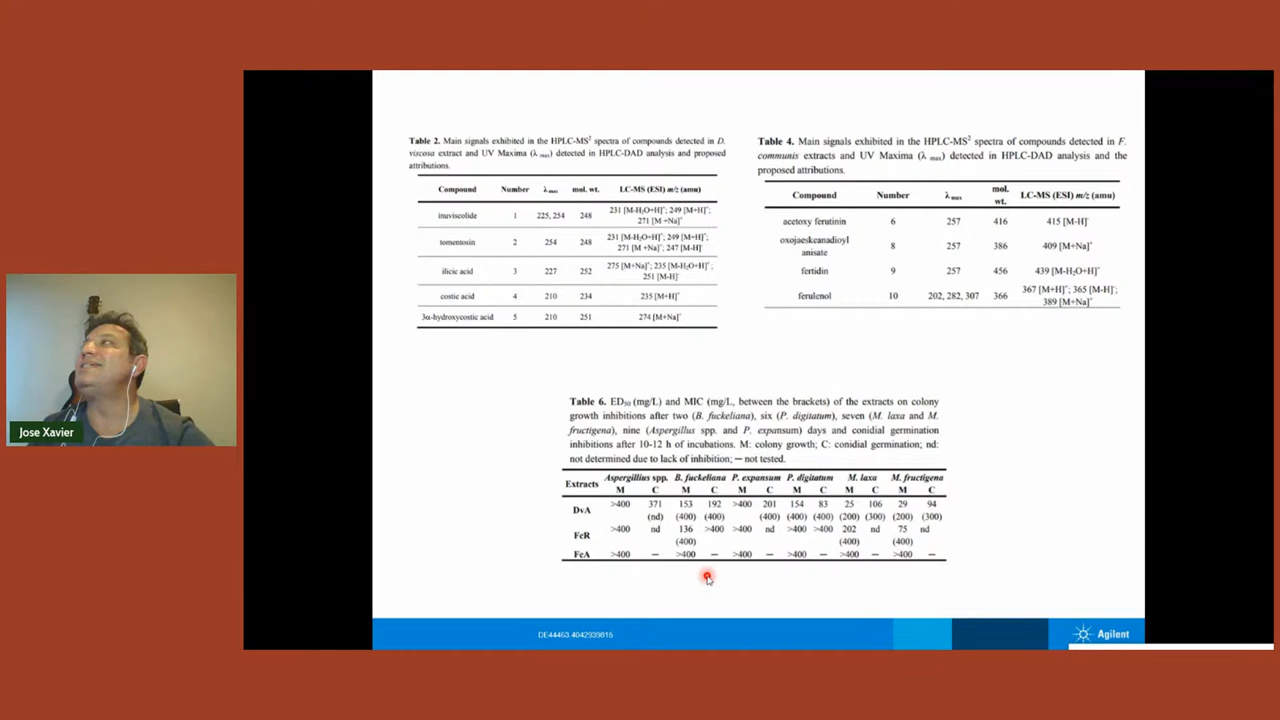 Table 2. Main signals exhibited in the HPLC-MS² spectra of compounds detected in D.
viscosa extract and UV Maxima (λ max) detected in HPLC-DAD analysis and proposed
attributions.
Compound Number λmax mol. wt. LC-MS (ESI) m/z (amu)
inuviscolide 1 225, 254 248 231 [M-H₂O+H]⁺; 249 [M+H]⁺;
271 [M +Na]⁺
tomentosin 2 254 248 231 [M-H₂O+H]⁺; 249 [M+H]⁺;
271 [M +Na]⁺; 247 [M-H]⁻
ilicic acid 3 227 252 275 [M+Na]⁺; 235 [M-H₂O+H]⁺;
251 [M-H]⁻
costic acid 4 210 234 235 [M+H]⁺
3α-hydroxycostic acid 5 210 251 274 [M+Na]⁺
Table 4. Main signals exhibited in the HPLC-MS² spectra of compounds detected in F.
communis extracts and UV Maxima (λ max) detected in HPLC-DAD analysis and the
proposed attributions.
Compound Number λmax mol. wt. LC-MS (ESI) m/z (amu)
acetoxy ferutinin 6 257 416 415 [M-H]⁻
oxojaeskeanadioyl
anisate 8 257 386 409 [M+Na]⁺
fertidin 9 257 456 439 [M-H₂O+H]⁺
ferulenol 10 202, 282, 307 366 367 [M+H]⁺; 365 [M-H]⁻;
389 [M+Na]⁺
Jose Xavier
Table 6. ED₅₀ (mg/L) and MIC (mg/L, between the brackets) of the extracts on colony
growth inhibitions after two (B. fuckeliana), six (P. digitatum), seven (M. laxa and M.
fructigena), nine (Aspergillus spp. and P. expansum) days and conidial germination
inhibitions after 10-12 h of incubations. M: colony growth; C: conidial germination; nd:
not determined due to lack of inhibition; — not tested.
Extracts Aspergillius spp. B. fuckeliana P. expansum P. digitatum M. laxa M. fructigena
M C M C M C M C M C M C
DvA >400 371 153 192 >400 201 154 83 25 106 29 94
(nd) (400) (400) (400) (400) (400) (200) (300) (200) (300)
FcR >400 nd 136 >400 >400 nd >400 >400 202 nd 75 nd
(400) (400) (400)
FcA >400 — >400 — >400 — >400 — >400 — >400 —
DE44463.4042939815
Agilent